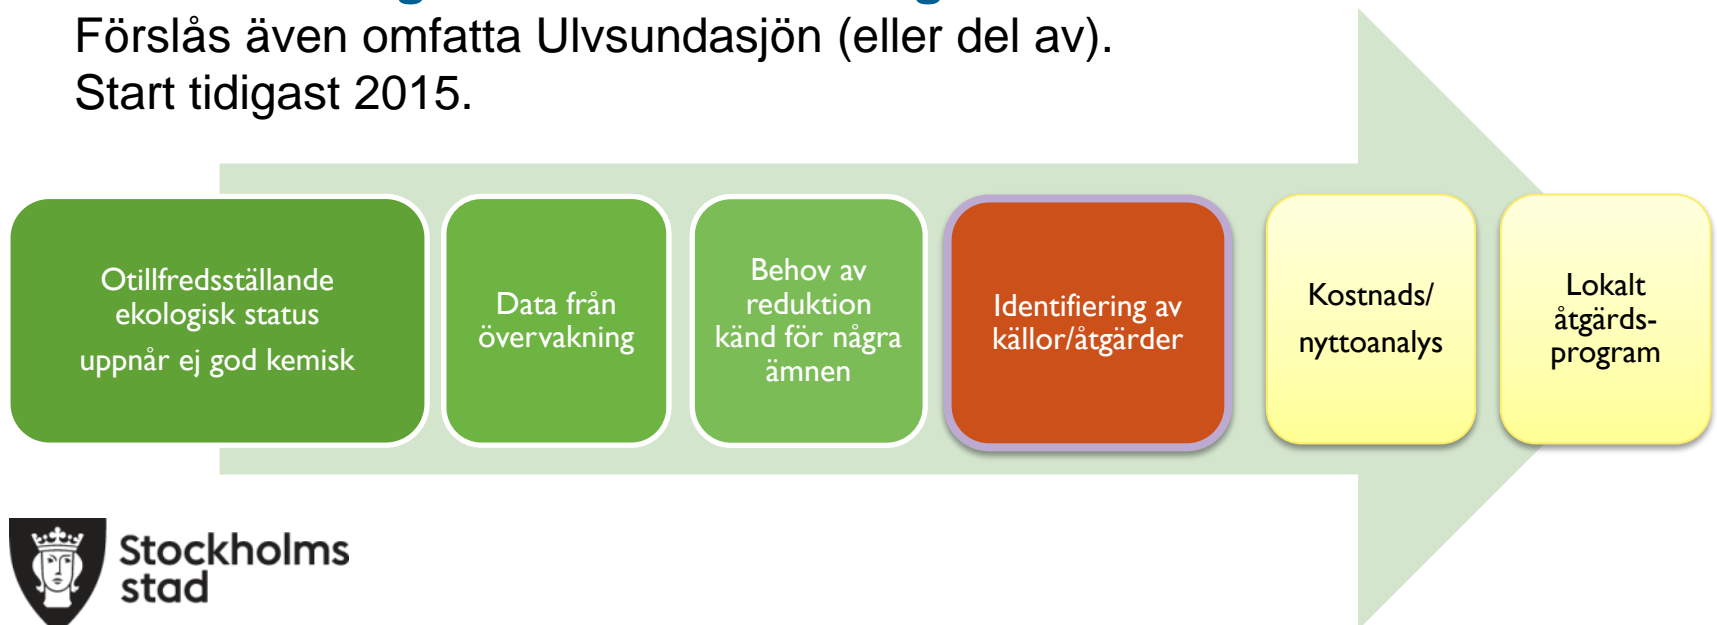 Förslås även omfatta Ulvsundasjön (eller del av).
Start tidigast 2015.
Otillfredsställande
ekologisk status
uppnår ej god kemisk
Data från
övervakning
Behov av
reduktion
känd för några
ämnen
Identifiering av
källor/åtgärder
Kostnads/
nyttoanalys
Lokalt
åtgärds-
program
Stockholms
stad